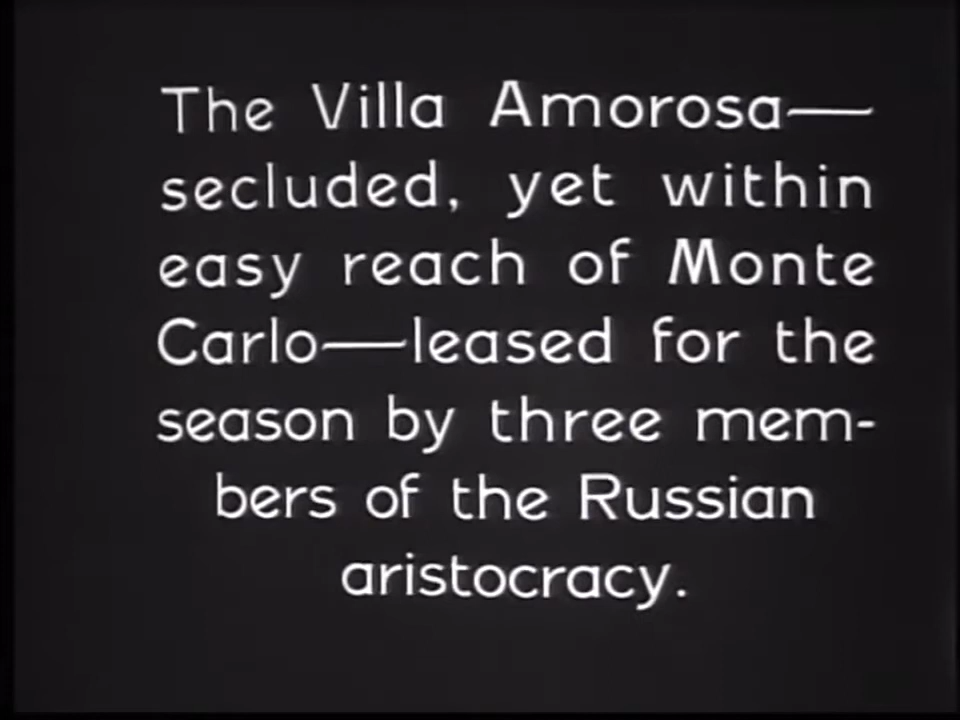 The Villa Amorosa—
secluded, yet within
easy reach of Monte
Carlo—leased for the
season by three mem-
bers of the Russian
aristocracy.